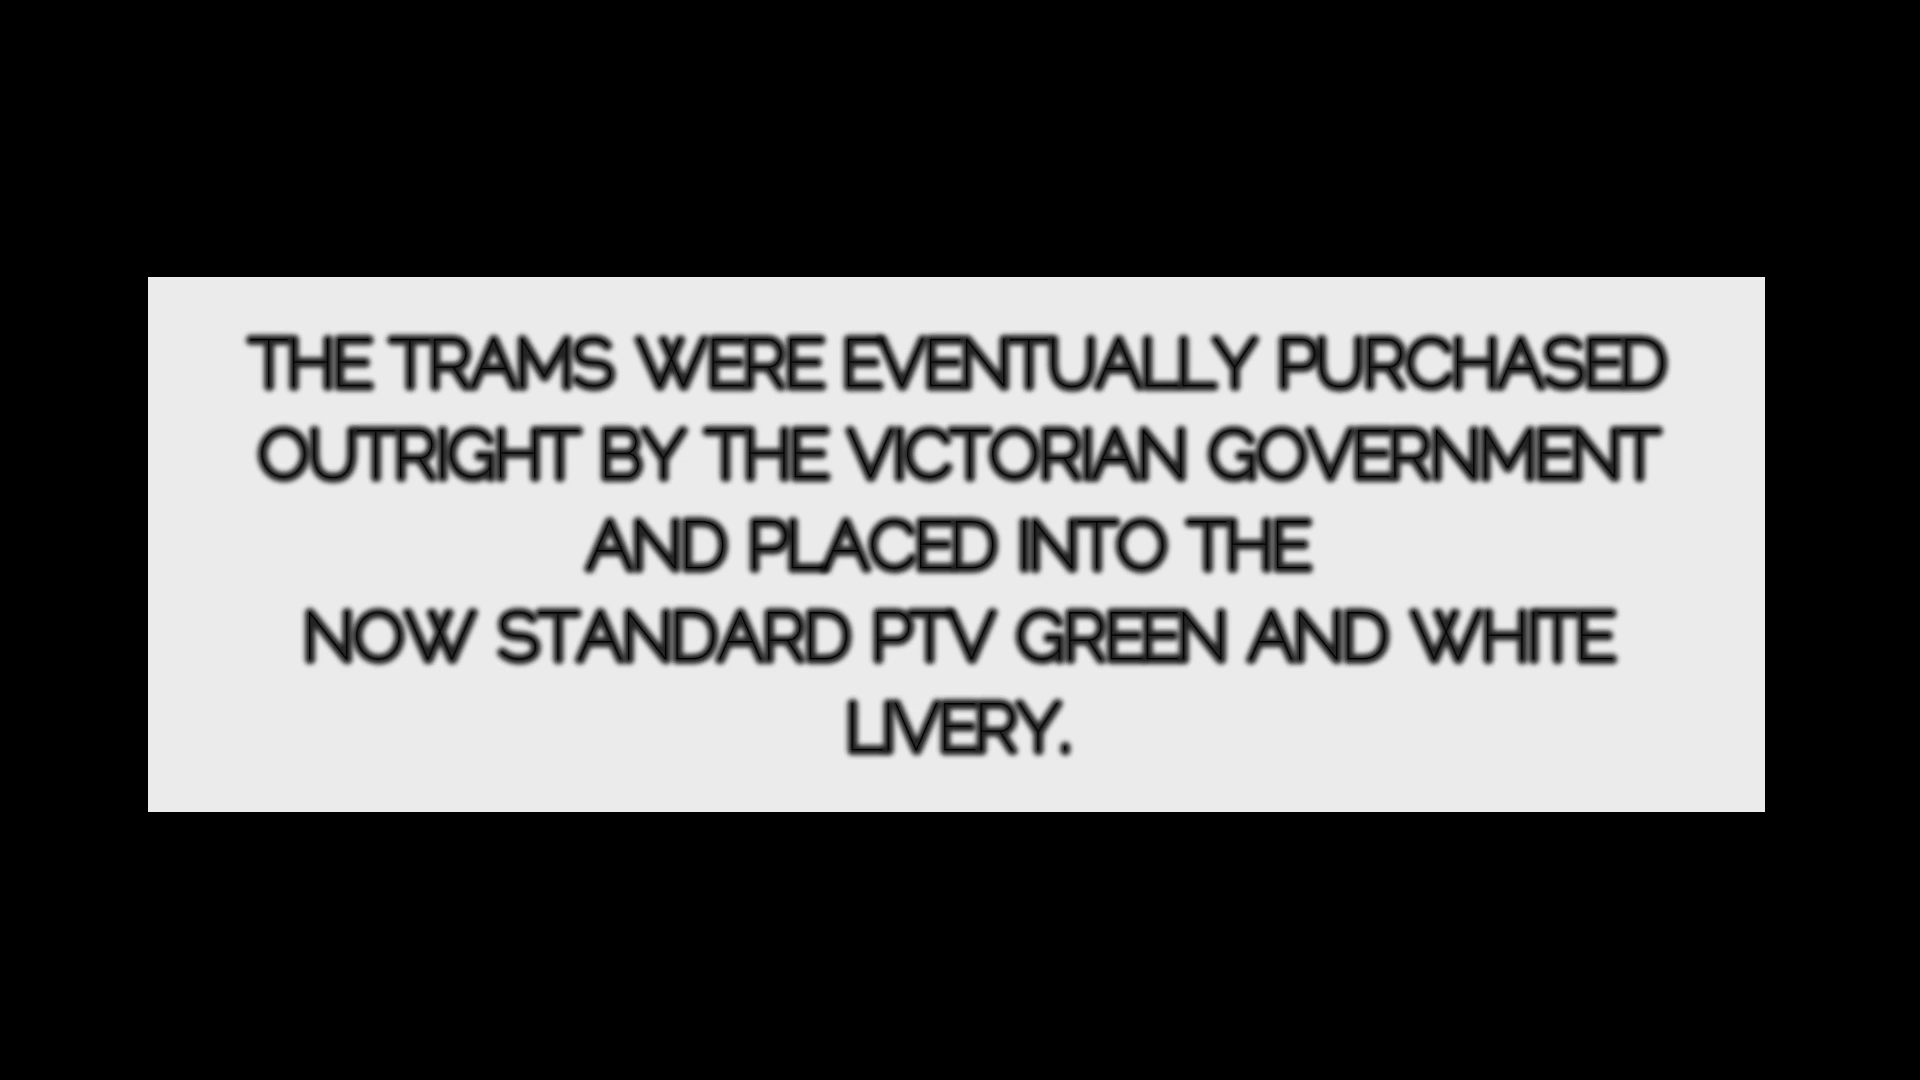 THE TRAMS WERE EVENTUALLY PURCHASED
OUTRIGHT BY THE VICTORIAN GOVERNMENT
AND PLACED INTO THE
NOW STANDARD PTV GREEN AND WHITE
LIVERY.